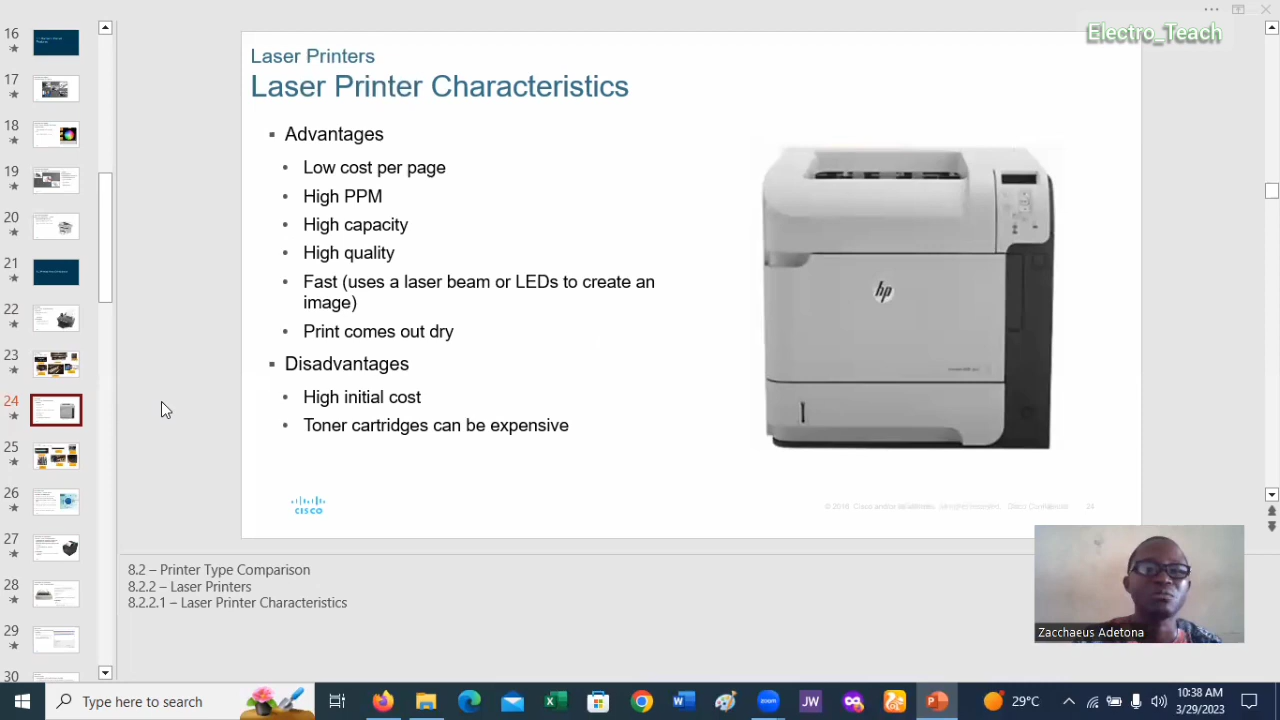 Electro_Teach
16
17
18
19
20
21
22
23
24
25
26
27
28
29
30
Laser Printers
Laser Printer Characteristics
▪ Advantages
• Low cost per page
• High PPM
• High capacity
• High quality
• Fast (uses a laser beam or LEDs to create an
image)
• Print comes out dry
▪ Disadvantages
• High initial cost
• Toner cartridges can be expensive
hp
CISCO
24
8.2 – Printer Type Comparison
8.2.2 – Laser Printers
8.2.2.1 – Laser Printer Characteristics
Zacchaeus Adetona
Type here to search
zoom
JW
29°C
10:38 AM
3/29/2023